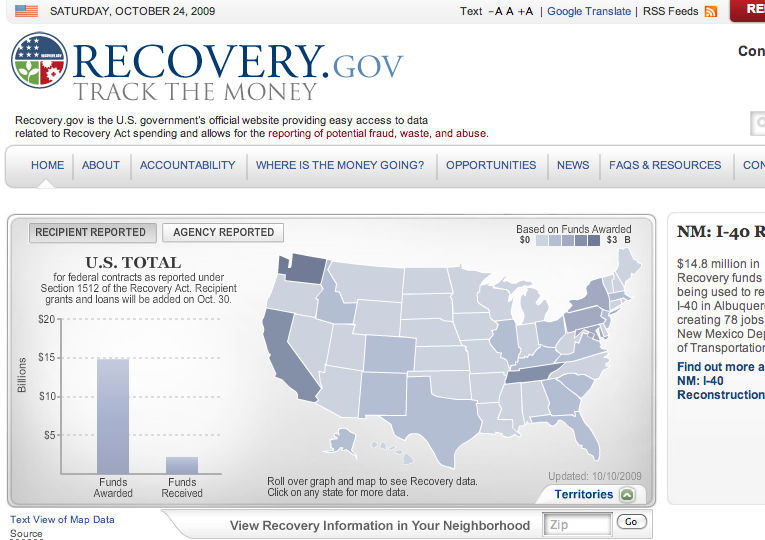 SATURDAY, OCTOBER 24, 2009
Text -A A +A | Google Translate | RSS Feeds
RECOVERY.GOV
TRACK THE MONEY
Con
Recovery.gov is the U.S. government's official website providing easy access to data
related to Recovery Act spending and allows for the reporting of potential fraud, waste, and abuse.
HOME ABOUT ACCOUNTABILITY WHERE IS THE MONEY GOING? OPPORTUNITIES NEWS FAQS & RESOURCES CON
RECIPIENT REPORTED AGENCY REPORTED
Based on Funds Awarded
$0 $3 B
U.S. TOTAL
for federal contracts as reported under
Section 1512 of the Recovery Act. Recipient
grants and loans will be added on Oct. 30.
$20
$15
$10
$5
Billions
Funds
Awarded
Funds
Received
Roll over graph and map to see Recovery data.
Click on any state for more data.
Updated: 10/10/2009
Territories
NM: I-40 R
$14.8 million in
Recovery funds
being used to re
I-40 in Albuquer
creating 78 jobs
New Mexico Dep
of Transportation
Find out more a
NM: I-40
Reconstruction
Text View of Map Data
Source
View Recovery Information in Your Neighborhood Zip Go